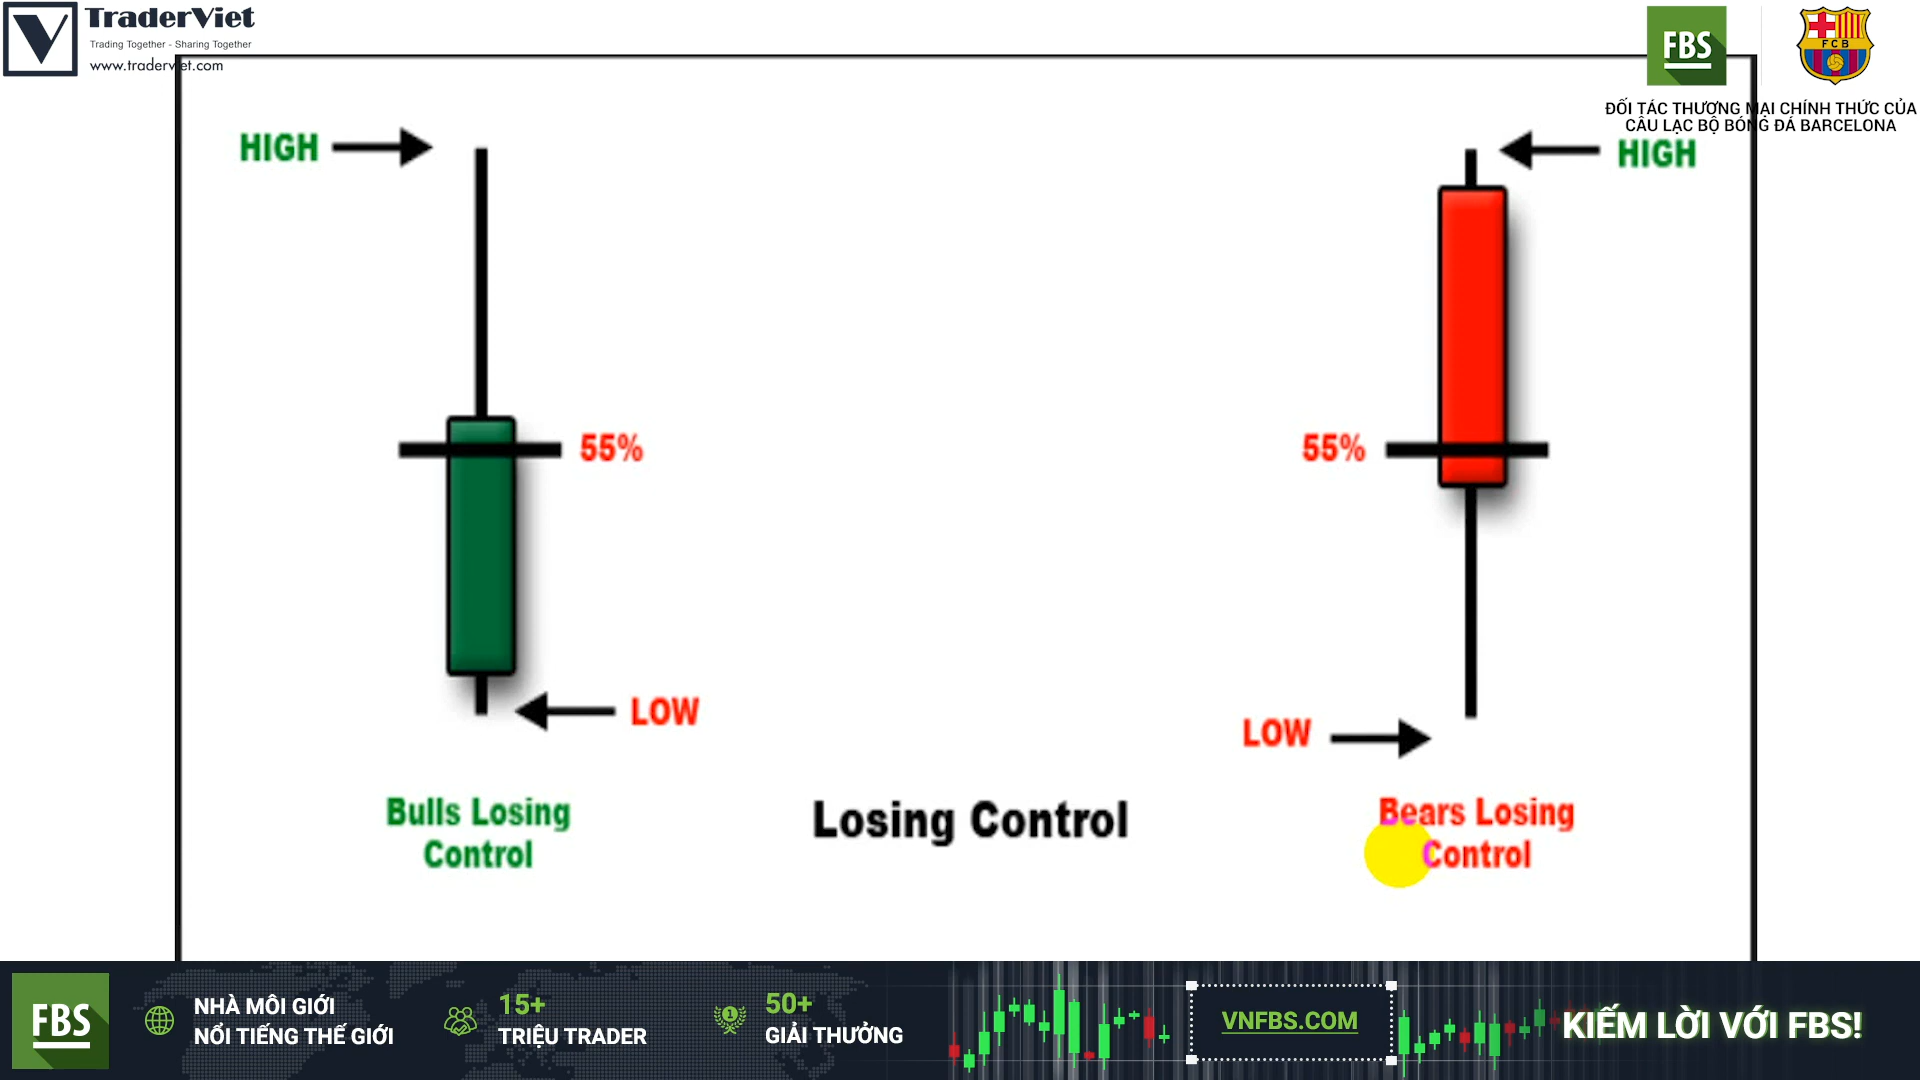 TraderViet
Trading Together - Sharing Together
www.traderviet.com
FBS
FCB
ĐỐI TÁC THƯƠNG MẠI CHÍNH THỨC CỦA
CÂU LẠC BỘ BÓNG ĐÁ BARCELONA
HIGH
HIGH
55%
55%
LOW
LOW
Bulls Losing
Control
Losing Control
Bears Losing
Control
FBS
NHÀ MÔI GIỚI
NỔI TIẾNG THẾ GIỚI
15+
TRIỆU TRADER
1
50+
GIẢI THƯỞNG
VNFBS.COM
KIẾM LỜI VỚI FBS!